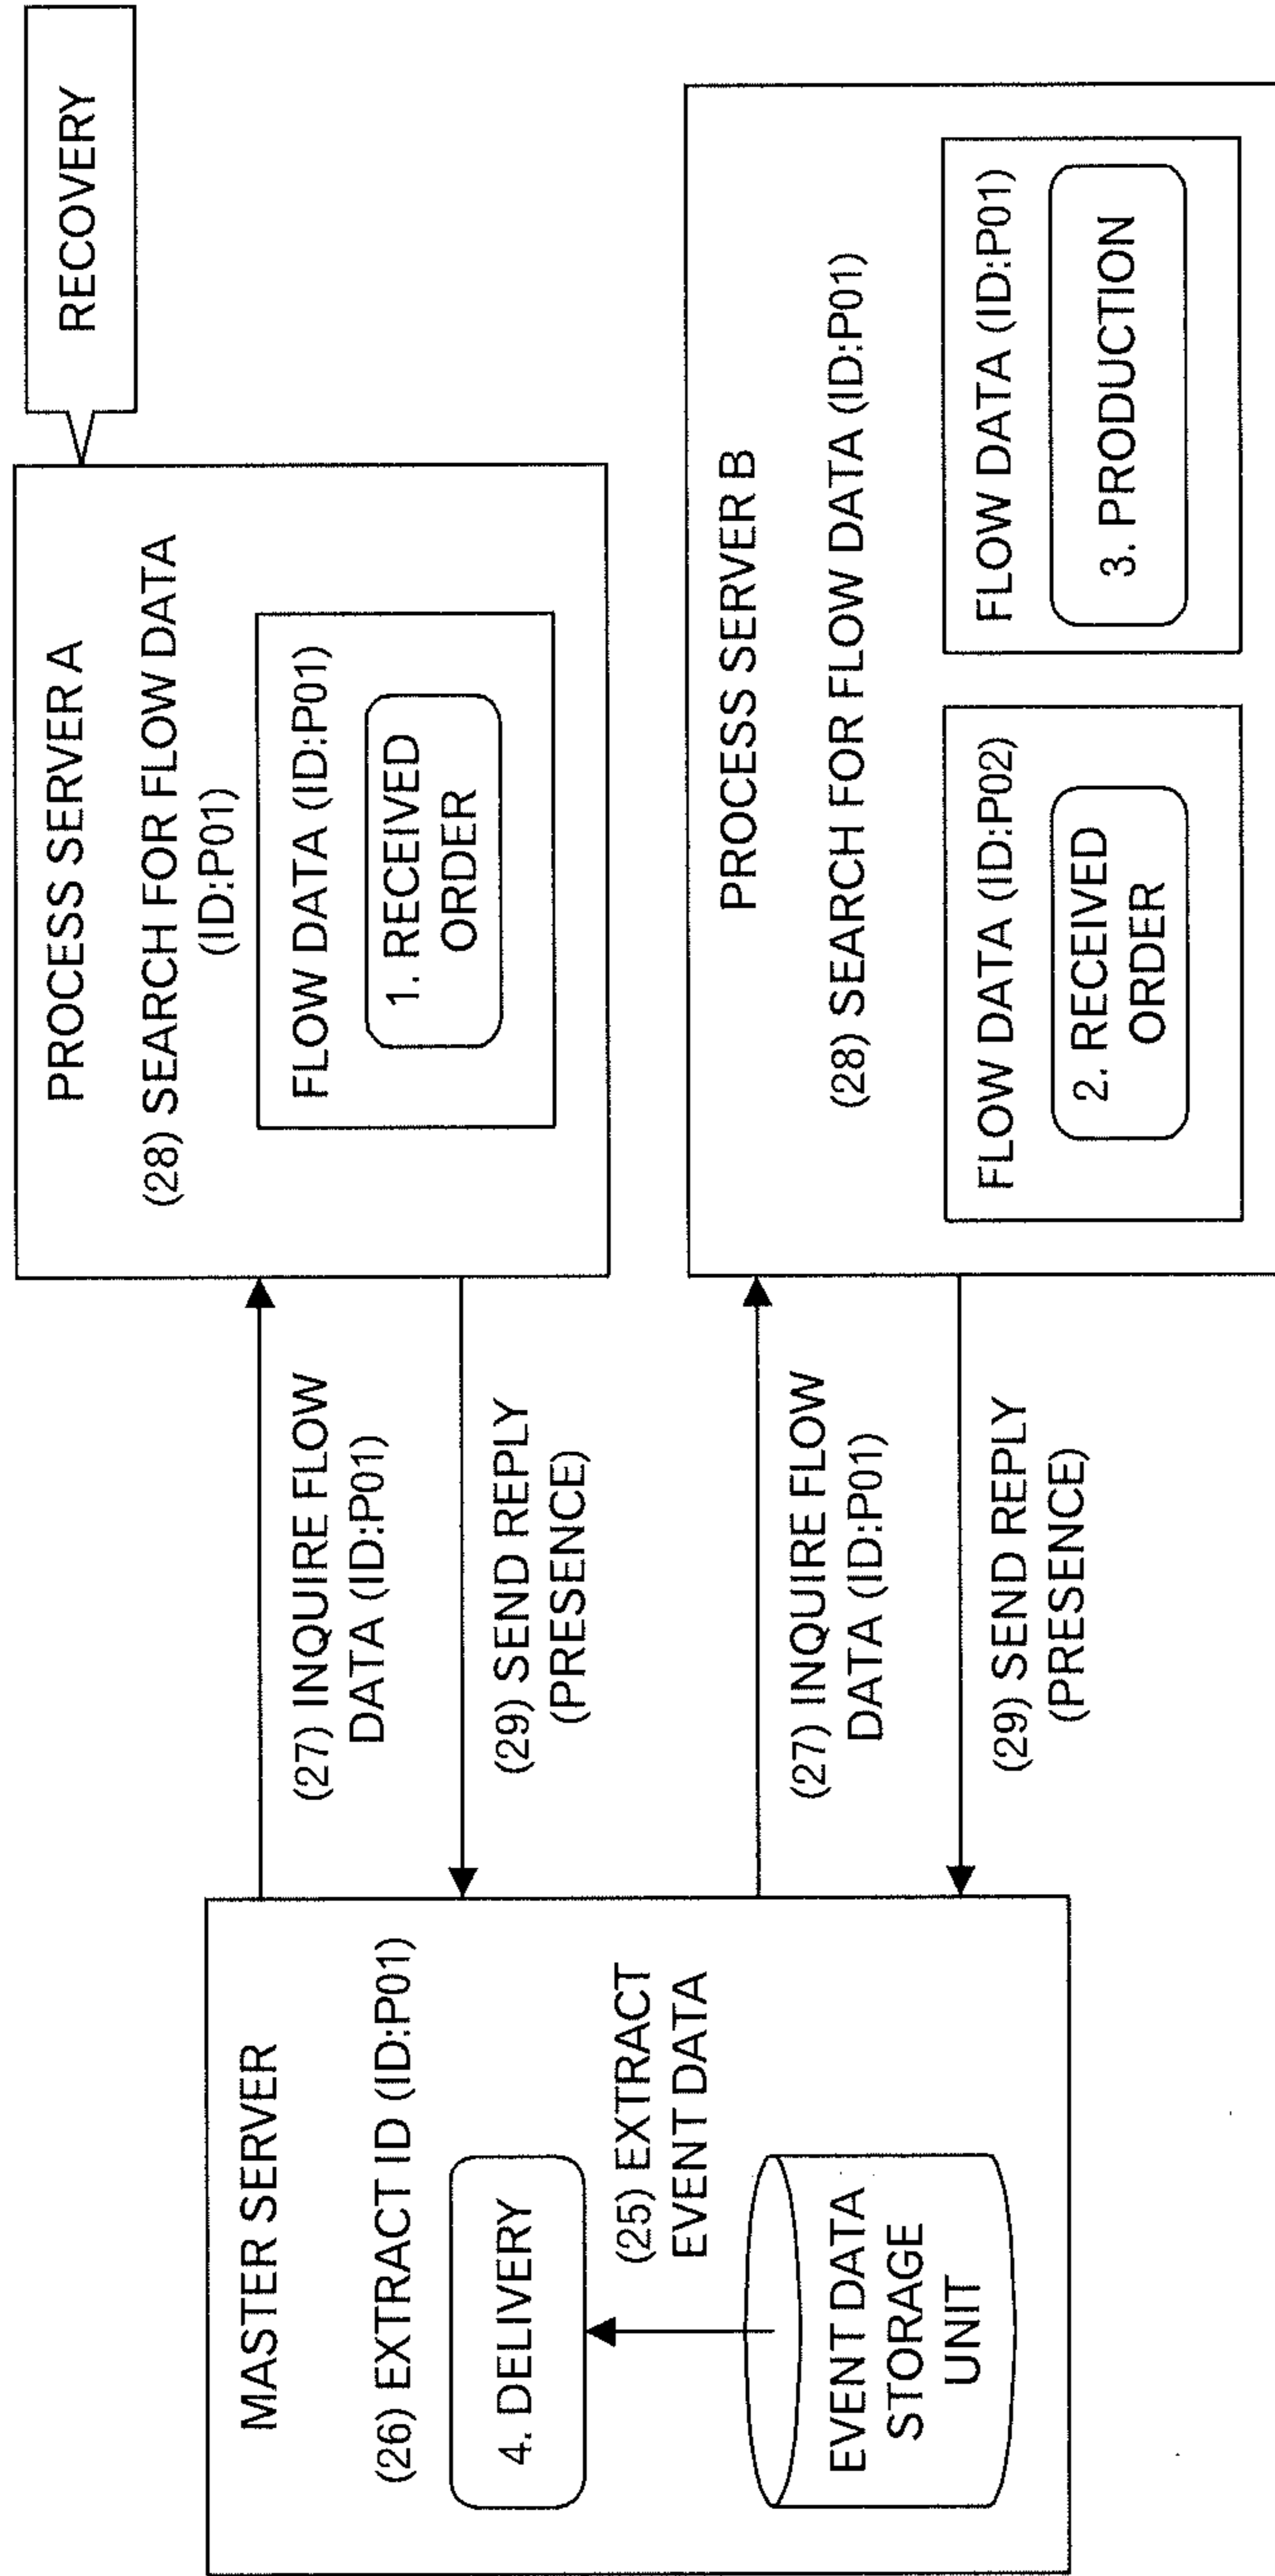 RECOVERY
PROCESS SERVER A
(28) SEARCH FOR FLOW DATA
(ID:P01)
FLOW DATA (ID:P01)
1. RECEIVED
ORDER
(27) INQUIRE FLOW
DATA (ID:P01)
(29) SEND REPLY
(PRESENCE)
MASTER SERVER
(26) EXTRACT ID (ID:P01)
4. DELIVERY
(25) EXTRACT
EVENT DATA
EVENT DATA
STORAGE
UNIT
PROCESS SERVER B
(28) SEARCH FOR FLOW DATA (ID:P01)
FLOW DATA (ID:P02)
2. RECEIVED
ORDER
FLOW DATA (ID:P01)
3. PRODUCTION
(27) INQUIRE FLOW
DATA (ID:P01)
(29) SEND REPLY
(PRESENCE)